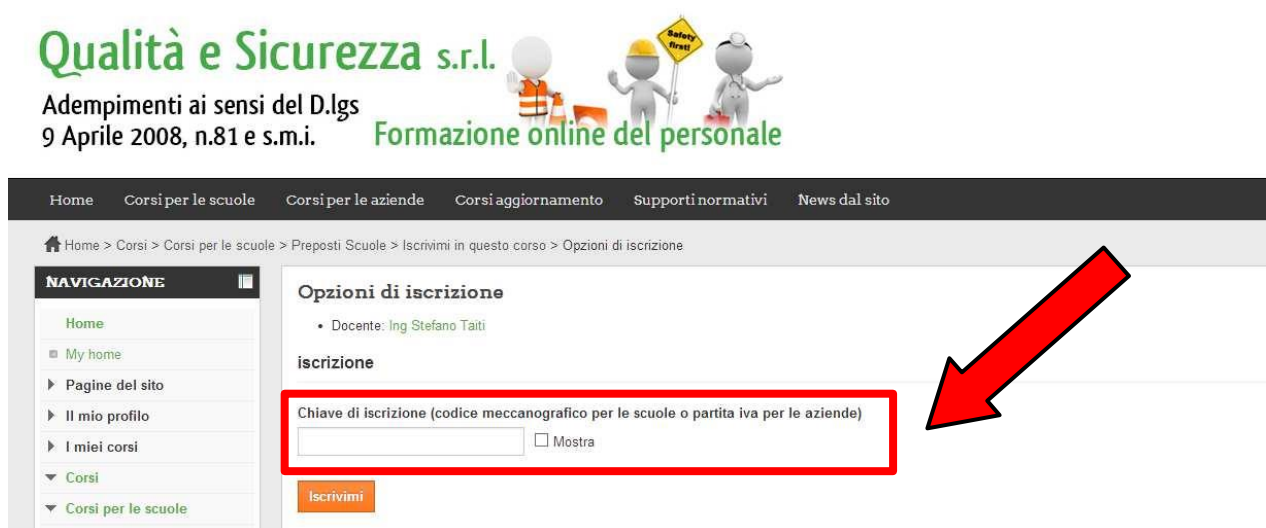 Qualità e Sicurezza s.r.l.
Safety
first!
Adempimenti ai sensi del D.lgs
9 Aprile 2008, n.81 e s.m.i.
Formazione online del personale
Home Corsi per le scuole Corsi per le aziende Corsi aggiornamento Supporti normativi News dal sito
Home > Corsi > Corsi per le scuole > Preposti Scuole > Iscrivimi in questo corso > Opzioni di iscrizione
NAVIGAZIONE
Home
My home
Pagine del sito
Il mio profilo
I miei corsi
Corsi
Corsi per le scuole
Opzioni di iscrizione
• Docente: Ing Stefano Taiti
iscrizione
Chiave di iscrizione (codice meccanografico per le scuole o partita iva per le aziende)
Mostra
Iscrivimi